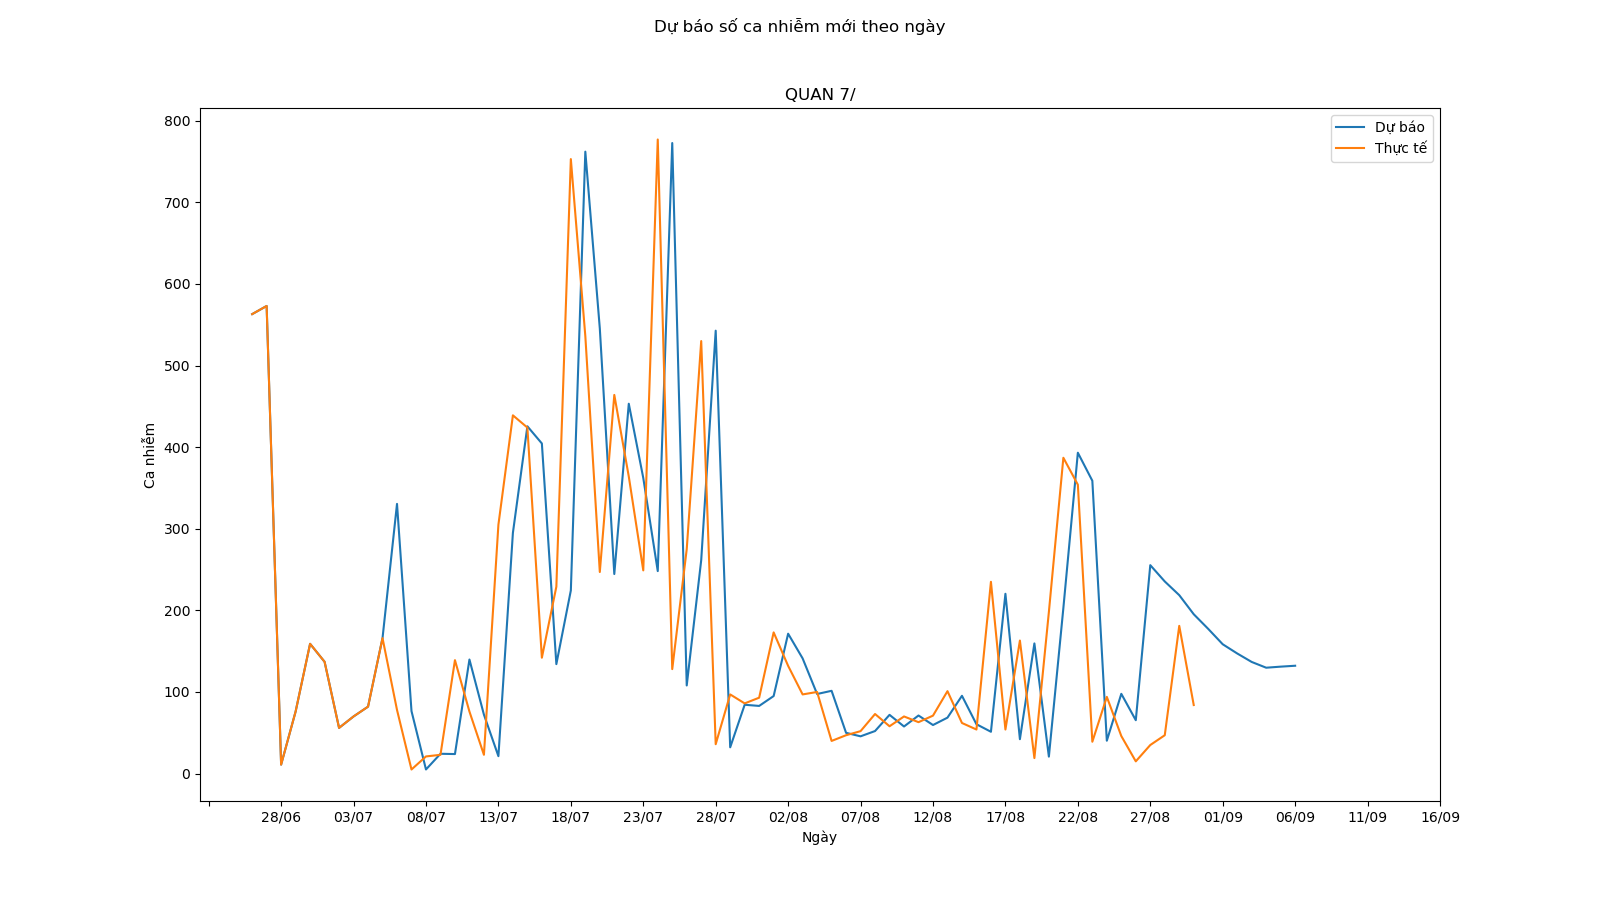 Dự báo số ca nhiễm mới theo ngày
QUAN 7/
Dự báo
Thực tế
800
700
600
500
400
300
200
100
0
Ca nhiễm
28/06 03/07 08/07 13/07 18/07 23/07 28/07 02/08 07/08 12/08 17/08 22/08 27/08 01/09 06/09 11/09 16/09
Ngày